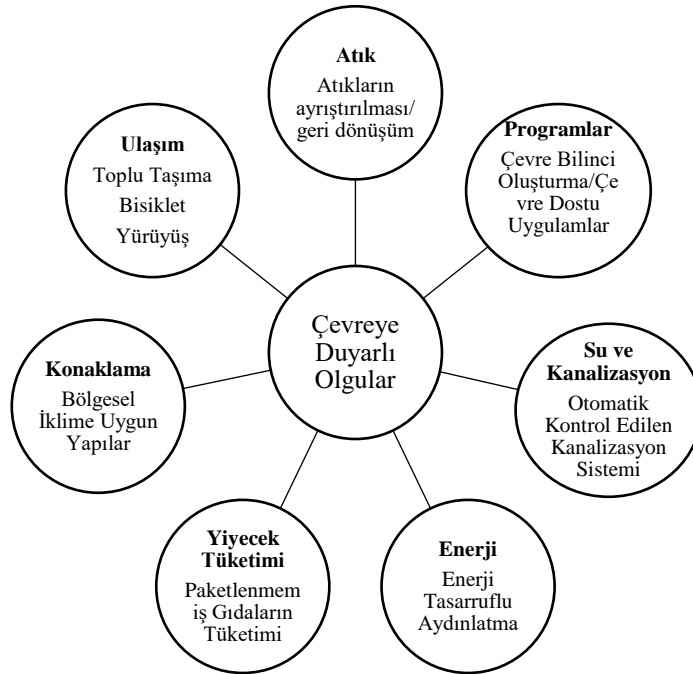 Atık
Atıkların
ayrıştırılması/
geri dönüşüm
Programlar
Çevre Bilinci
Oluşturma/Çe
vre Dostu
Uygulamlar
Su ve
Kanalizasyon
Otomatik
Kontrol Edilen
Kanalizasyon
Sistemi
Enerji
Enerji
Tasarruflu
Aydınlatma
Yiyecek
Tüketimi
Paketlenmem
iş Gıdaların
Tüketimi
Konaklama
Bölgesel
İklime Uygun
Yapılar
Ulaşım
Toplu Taşıma
Bisiklet
Yürüyüş
Çevreye
Duyarlı
Olgular